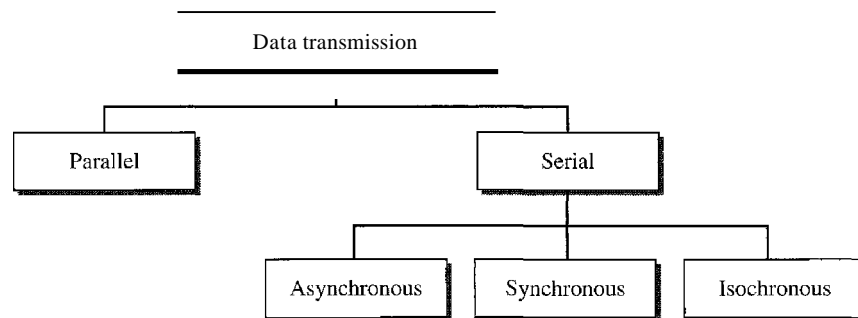 Data transmission
Parallel
Serial
Asynchronous
Synchronous
Isochronous